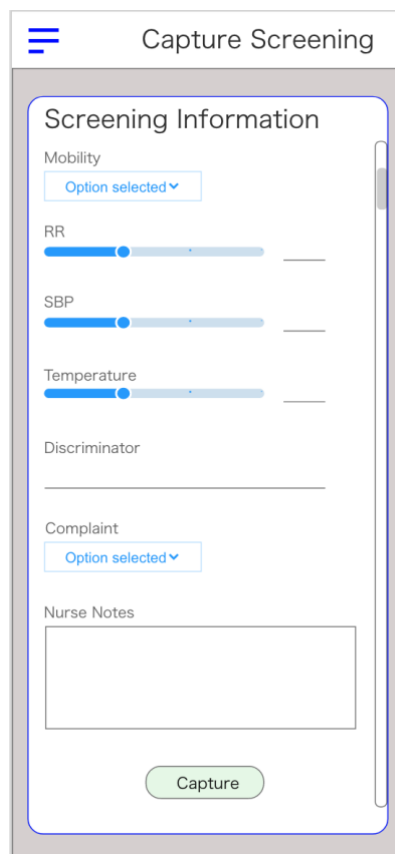 Capture Screening
Screening Information
Mobility
Option selected
RR
SBP
Temperature
Discriminator
Complaint
Option selected
Nurse Notes
Capture